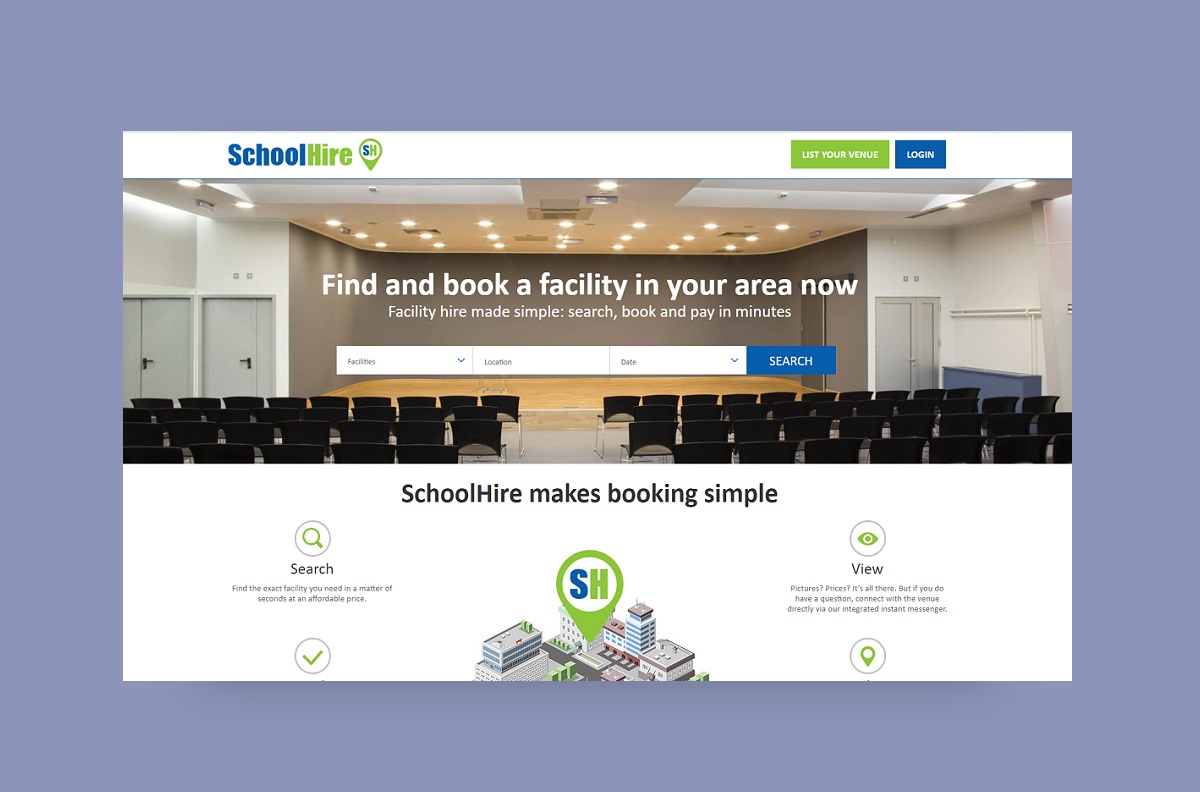 SchoolHire SH
LIST YOUR VENUE
LOGIN
Find and book a facility in your area now
Facility hire made simple: search, book and pay in minutes
Facilities
Location
Date
SEARCH
SchoolHire makes booking simple
Search
Find the exact facility you need in a matter of
seconds at an affordable price.
SH
View
Pictures? Prices? It's all there. But if you do
have a question, connect with the venue
directly via our integrated instant messenger.